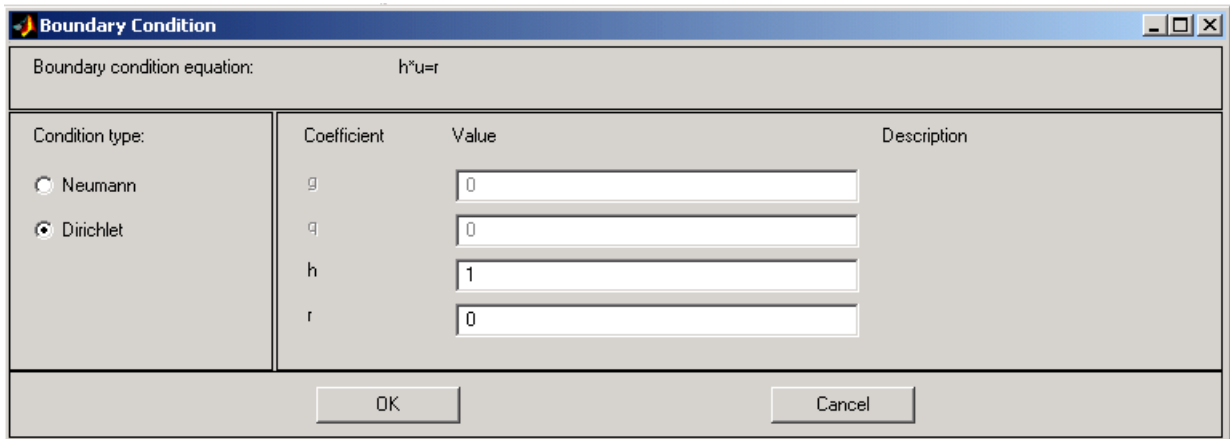 Boundary Condition
Boundary condition equation: h*u=r
Condition type:
Coefficient Value Description
Neumann
g 0
Dirichlet
q 0
h 1
r 0
OK Cancel